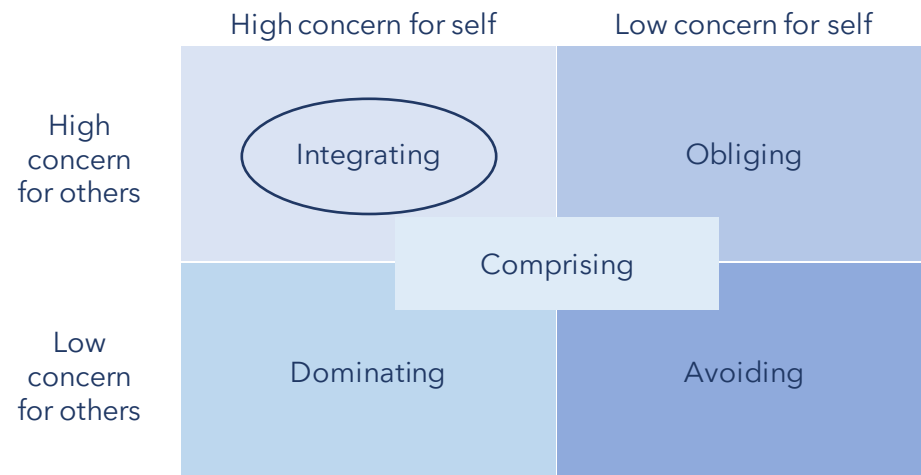 High concern for self
Low concern for self
High
concern
for others
Integrating
Obliging
Comprising
Low
concern
for others
Dominating
Avoiding